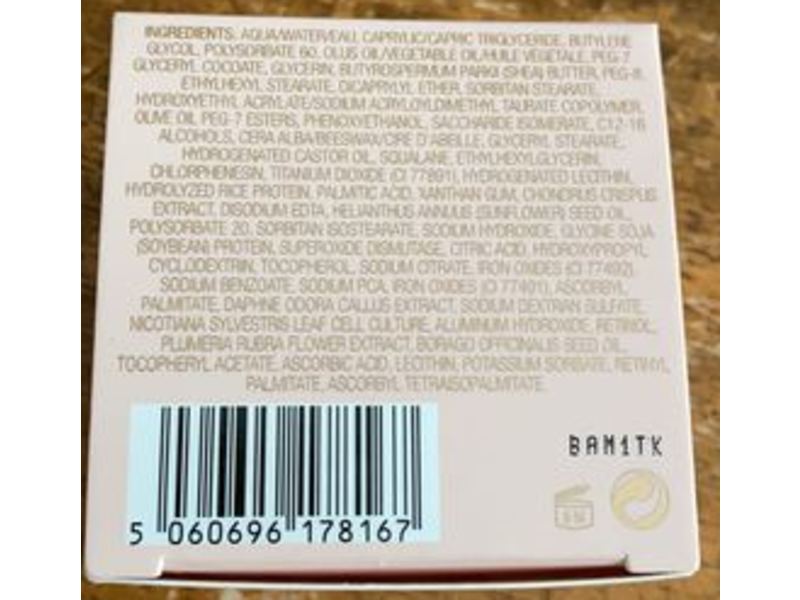 INGREDIENTS: AQUA/WATER/EAU, CAPRYLIC/CAPRIC TRIGLYCERIDE, BUTYLENE
GLYCOL, POLYSORBATE 60, OLUS OIL/VEGETABLE OIL/HUILE VEGETALE, PEG-7
GLYCERYL COCOATE, GLYCERIN, BUTYROSPERMUM PARKII (SHEA) BUTTER, PEG-8,
ETHYLHEXYL STEARATE, DICAPRYLYL ETHER, SORBITAN STEARATE,
HYDROXYETHYL ACRYLATE/SODIUM ACRYLOYLDIMETHYL TAURATE COPOLYMER,
OLIVE OIL PEG-7 ESTERS, PHENOXYETHANOL, SACCHARIDE ISOMERATE, C12-16
ALCOHOLS, CERA ALBA/BEESWAX/CIRE D'ABEILLE, GLYCERYL STEARATE,
HYDROGENATED CASTOR OIL, SQUALANE, ETHYLHEXYLGLYCERIN,
CHLORPHENESIN, TITANIUM DIOXIDE (CI 77891), HYDROGENATED LECITHIN,
HYDROLYZED RICE PROTEIN, PALMITIC ACID, XANTHAN GUM, CHONDRUS CRISPUS
EXTRACT, DISODIUM EDTA, HELIANTHUS ANNUUS (SUNFLOWER) SEED OIL,
POLYSORBATE 20, SORBITAN ISOSTEARATE, SODIUM HYDROXIDE, GLYCINE SOJA
(SOYBEAN) PROTEIN, SUPEROXIDE DISMUTASE, CITRIC ACID, HYDROXYPROPYL
CYCLODEXTRIN, TOCOPHEROL, SODIUM CITRATE, IRON OXIDES (CI 77492),
SODIUM BENZOATE, SODIUM PCA, IRON OXIDES (CI 77491), ASCORBYL
PALMITATE, DAPHNE ODORA CALLUS EXTRACT, SODIUM DEXTRAN SULFATE,
NICOTIANA SYLVESTRIS LEAF CELL CULTURE, ALUMINUM HYDROXIDE, RETINOL,
PLUMERIA RUBRA FLOWER EXTRACT, BORAGO OFFICINALIS SEED OIL,
TOCOPHERYL ACETATE, ASCORBIC ACID, LECITHIN, POTASSIUM SORBATE, RETINYL
PALMITATE, ASCORBYL TETRAISOPALMITATE.
BAM1TK
5 060696 178167